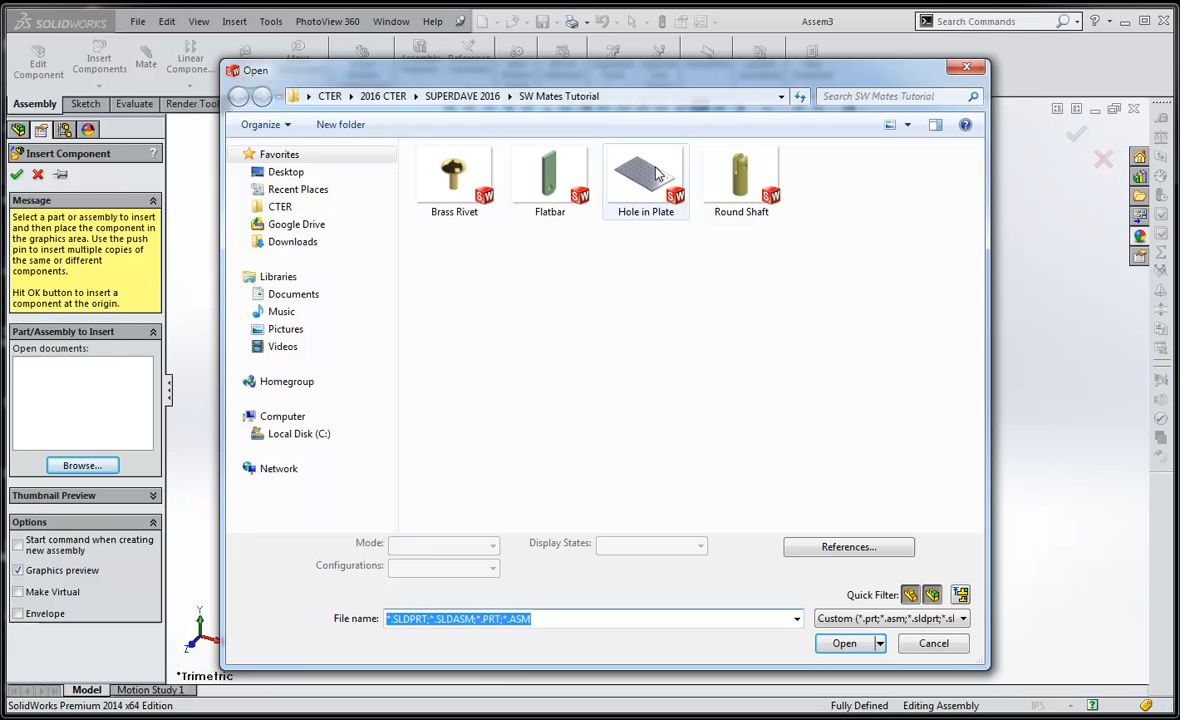 SOLIDWORKS
File Edit View Insert Tools PhotoView 360 Window Help
Assem3
Search Commands
Edit
Component
Insert
Components
Mate
Linear
Componen...
Assembly Sketch Evaluate Render Tools
Open
CTER 2016 CTER SUPERDAVE 2016 SW Mates Tutorial
Search SW Mates Tutorial
Organize New folder
Insert Component
Message
Select a part or assembly to insert
and then place the component
in the graphics area. Use the push
pin to insert multiple copies
of the same or different
components.
Hit OK button to insert a
component at the origin.
Part/Assembly to Insert
Open documents:
Browse...
Thumbnail Preview
Options
Start command when creating
new assembly
Graphics preview
Make Virtual
Envelope
Favorites
Desktop
Recent Places
CTER
Google Drive
Downloads
Libraries
Documents
Music
Pictures
Videos
Homegroup
Computer
Local Disk (C:)
Network
Brass Rivet Flatbar Hole in Plate Round Shaft
Mode:
Display States:
References...
Configurations:
Quick Filter:
File name: *.SLDPRT;*.SLDASM;*.PRT;*.ASM
Custom (*.prt;*.asm;*.sldprt;*.sl
Open Cancel
Y
X
Z
*Trimetric
Model Motion Study 1
SolidWorks Premium 2014 x64 Edition
Fully Defined Editing Assembly IPS